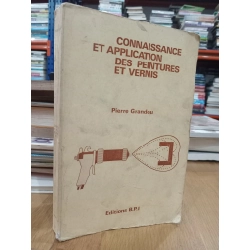 CONNAISSANCE
ET APPLICATION
DES PEINTURES
ET VERNIS
Pierre Grandou
Editions B.P.I